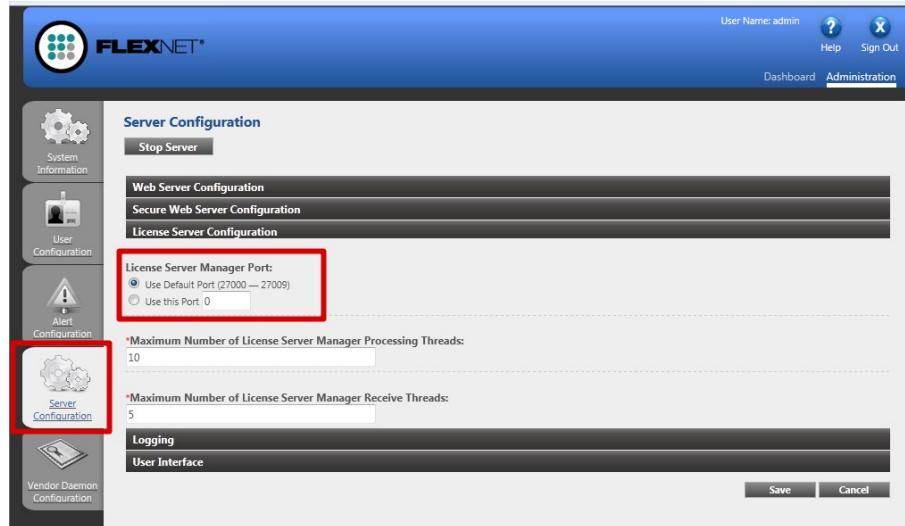 User Name: admin
FLEXNET
Help
Sign Out
Dashboard Administration
System
Information
User
Configuration
Alert
Configuration
Server
Configuration
Vendor Daemon
Configuration
Server Configuration
Stop Server
Web Server Configuration
Secure Web Server Configuration
License Server Configuration
License Server Manager Port:
Use Default Port (27000 — 27009)
Use this Port 0
*Maximum Number of License Server Manager Processing Threads:
10
*Maximum Number of License Server Manager Receive Threads:
5
Logging
User Interface
Save Cancel